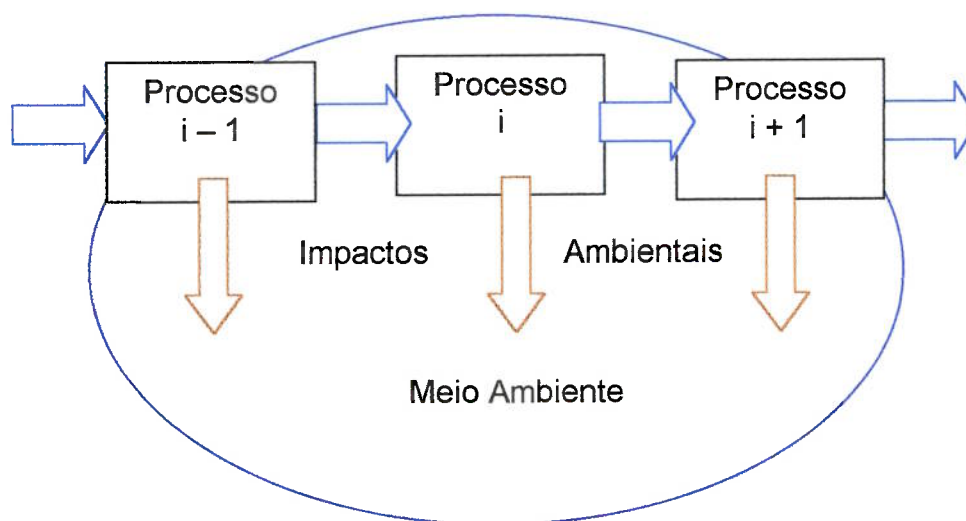 Processo
i – 1
Processo
i
Processo
i + 1
Impactos
Ambientais
Meio Ambiente